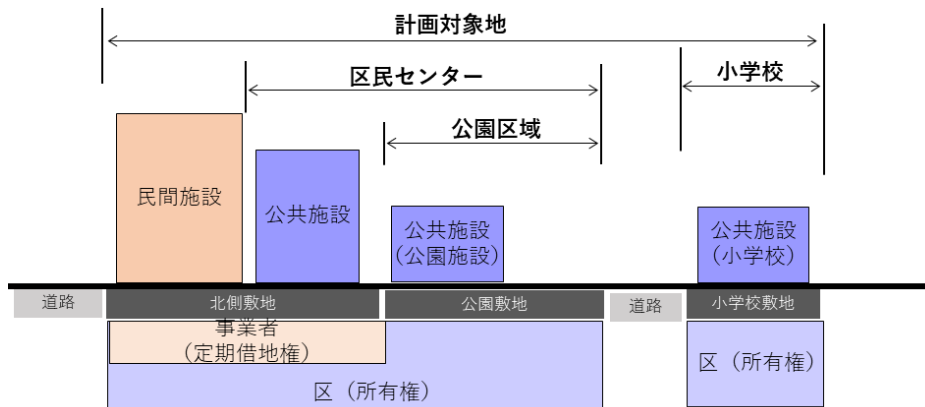 計画対象地
区民センター
小学校
公園区域
民間施設
公共施設
公共施設
(公園施設)
公共施設
(小学校)
道路
北側敷地
公園敷地
道路
小学校敷地
事業者
(定期借地権)
区（所有権）
区（所有権）